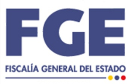 FGE
FISCALÍA GENERAL DEL ESTADO